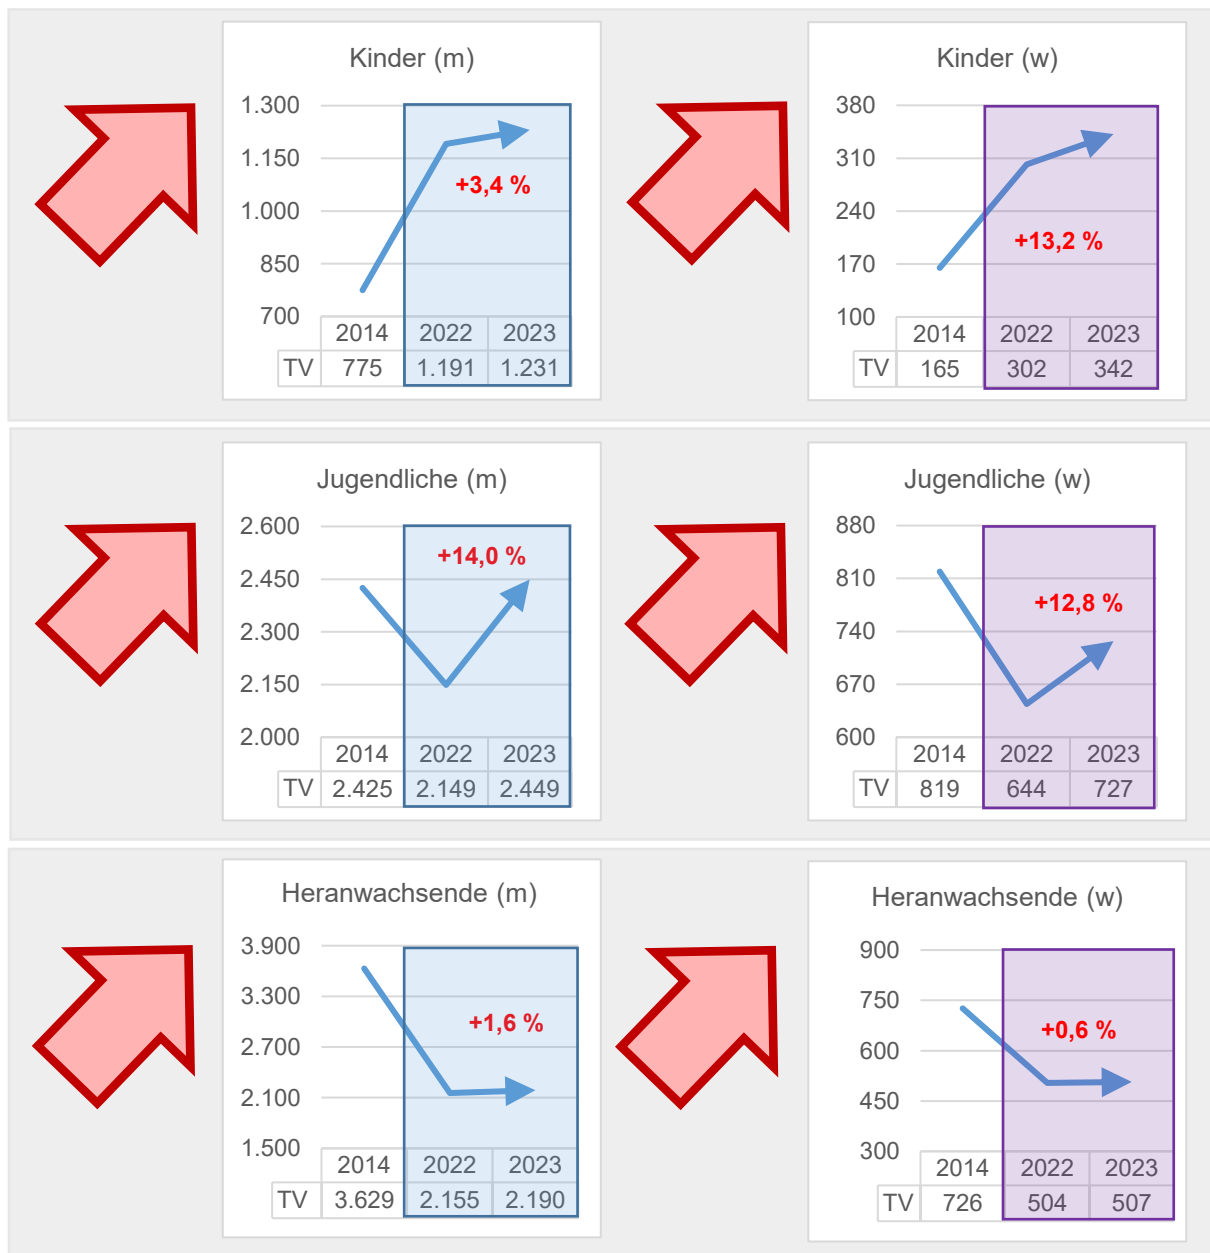 Kinder (m)
1.300
1.150
1.000
850
700
+3,4 %
2014 2022 2023
TV 775 1.191 1.231
Kinder (w)
380
310
240
170
100
+13,2 %
2014 2022 2023
TV 165 302 342
Jugendliche (m)
2.600
2.450
2.300
2.150
2.000
+14,0 %
2014 2022 2023
TV 2.425 2.149 2.449
Jugendliche (w)
880
810
740
670
600
+12,8 %
2014 2022 2023
TV 819 644 727
Heranwachsende (m)
3.900
3.300
2.700
2.100
1.500
+1,6 %
2014 2022 2023
TV 3.629 2.155 2.190
Heranwachsende (w)
900
750
600
450
300
+0,6 %
2014 2022 2023
TV 726 504 507